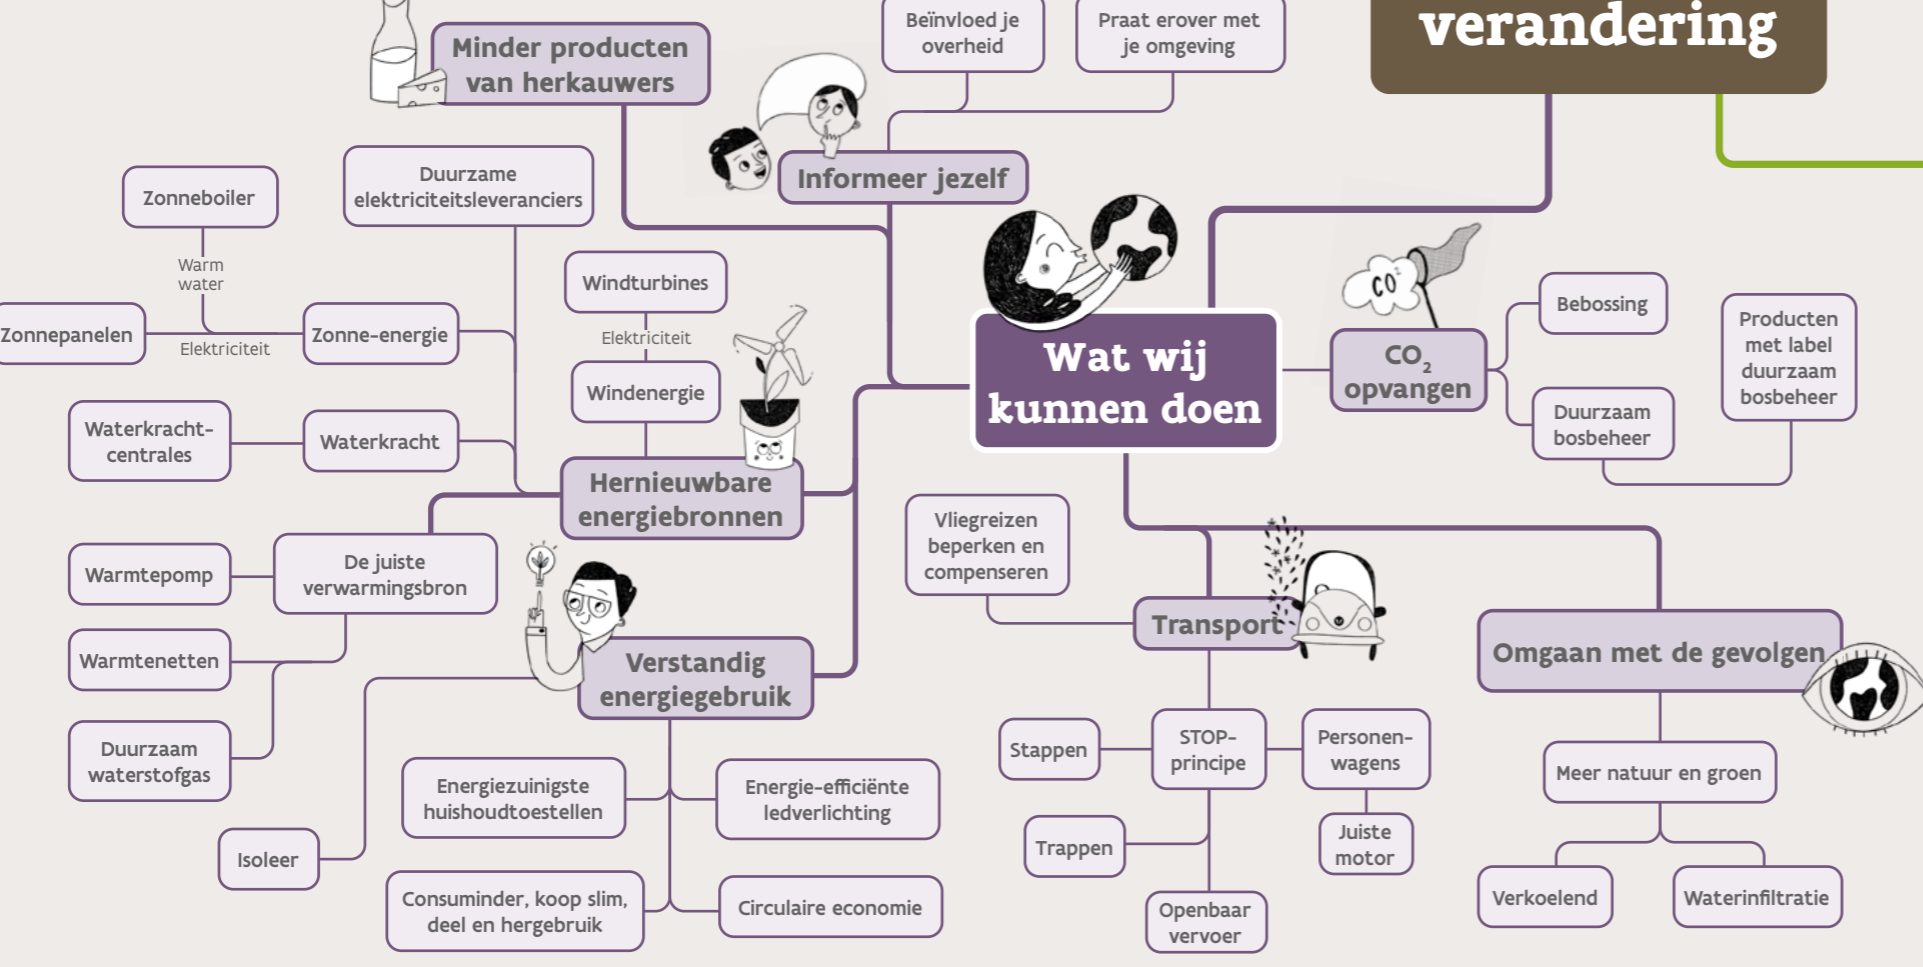 verandering
Beïnvloed je
overheid
Praat erover met
je omgeving
Minder producten
van herkauwers
Informeer jezelf
Duurzame
elektriciteitsleveranciers
Zonneboiler
Warm
water
Zonnepanelen
Elektriciteit
Zonne-energie
Windturbines
Elektriciteit
Windenergie
Waterkracht-
centrales
Waterkracht
Hernieuwbare
energiebronnen
Wat wij
kunnen doen
CO2
CO₂
opvangen
Bebossing
Duurzaam
bosbeheer
Producten
met label
duurzaam
bosbeheer
De juiste
verwarmingsbron
Warmtepomp
Warmtenetten
Duurzaam
waterstofgas
Verstandig
energiegebruik
Isoleer
Energiezuinigste
huishoudtoestellen
Energie-efficiënte
ledverlichting
Consuminder, koop slim,
deel en hergebruik
Circulaire economie
Vliegreizen
beperken en
compenseren
Transport
Stappen
STOP-
principe
Personen-
wagens
Trappen
Juiste
motor
Openbaar
vervoer
Omgaan met de gevolgen
Meer natuur en groen
Verkoelend
Waterinfiltratie